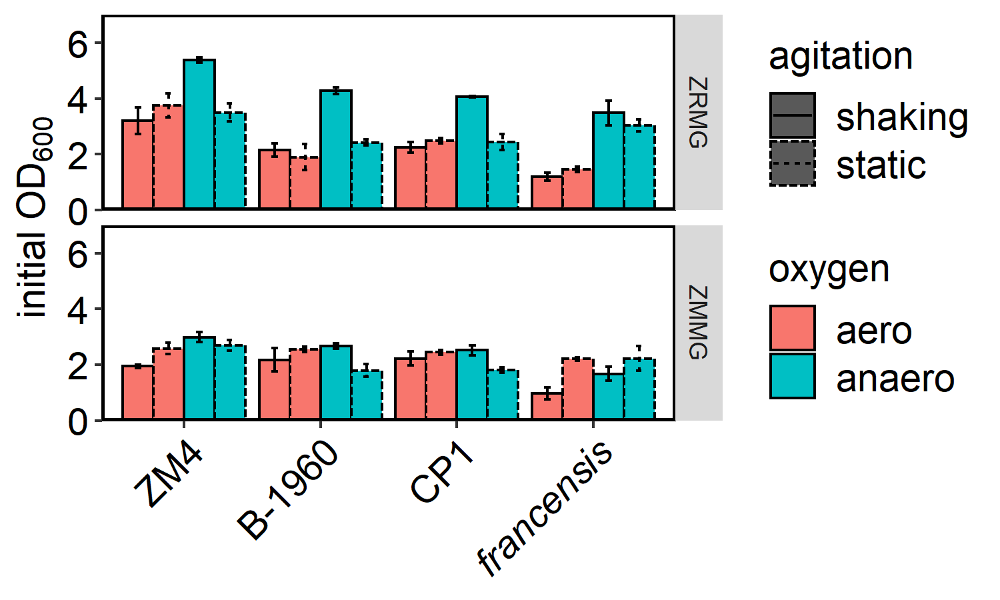 initial OD600
6
4
2
0
ZRMG
6
4
2
0
ZMMG
ZM4
B-1960
CP1
francensis
agitation
shaking
static
oxygen
aero
anaero